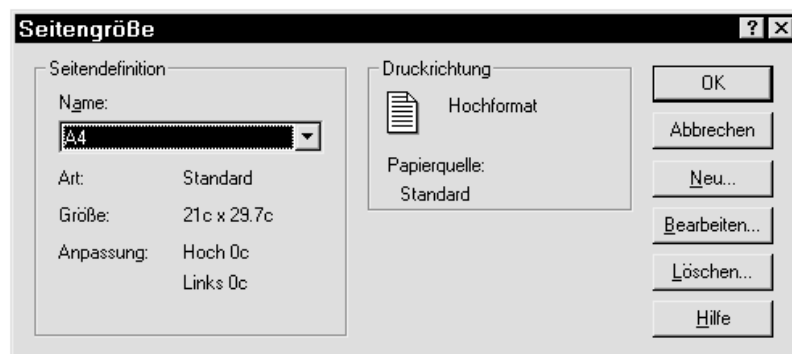 Seitengröße
Seitendefinition
Name:
A4
Art: Standard
Größe: 21c x 29.7c
Anpassung: Hoch 0c
Links 0c
Druckrichtung
Hochformat
Papierquelle:
Standard
OK
Abbrechen
Neu...
Bearbeiten...
Löschen...
Hilfe